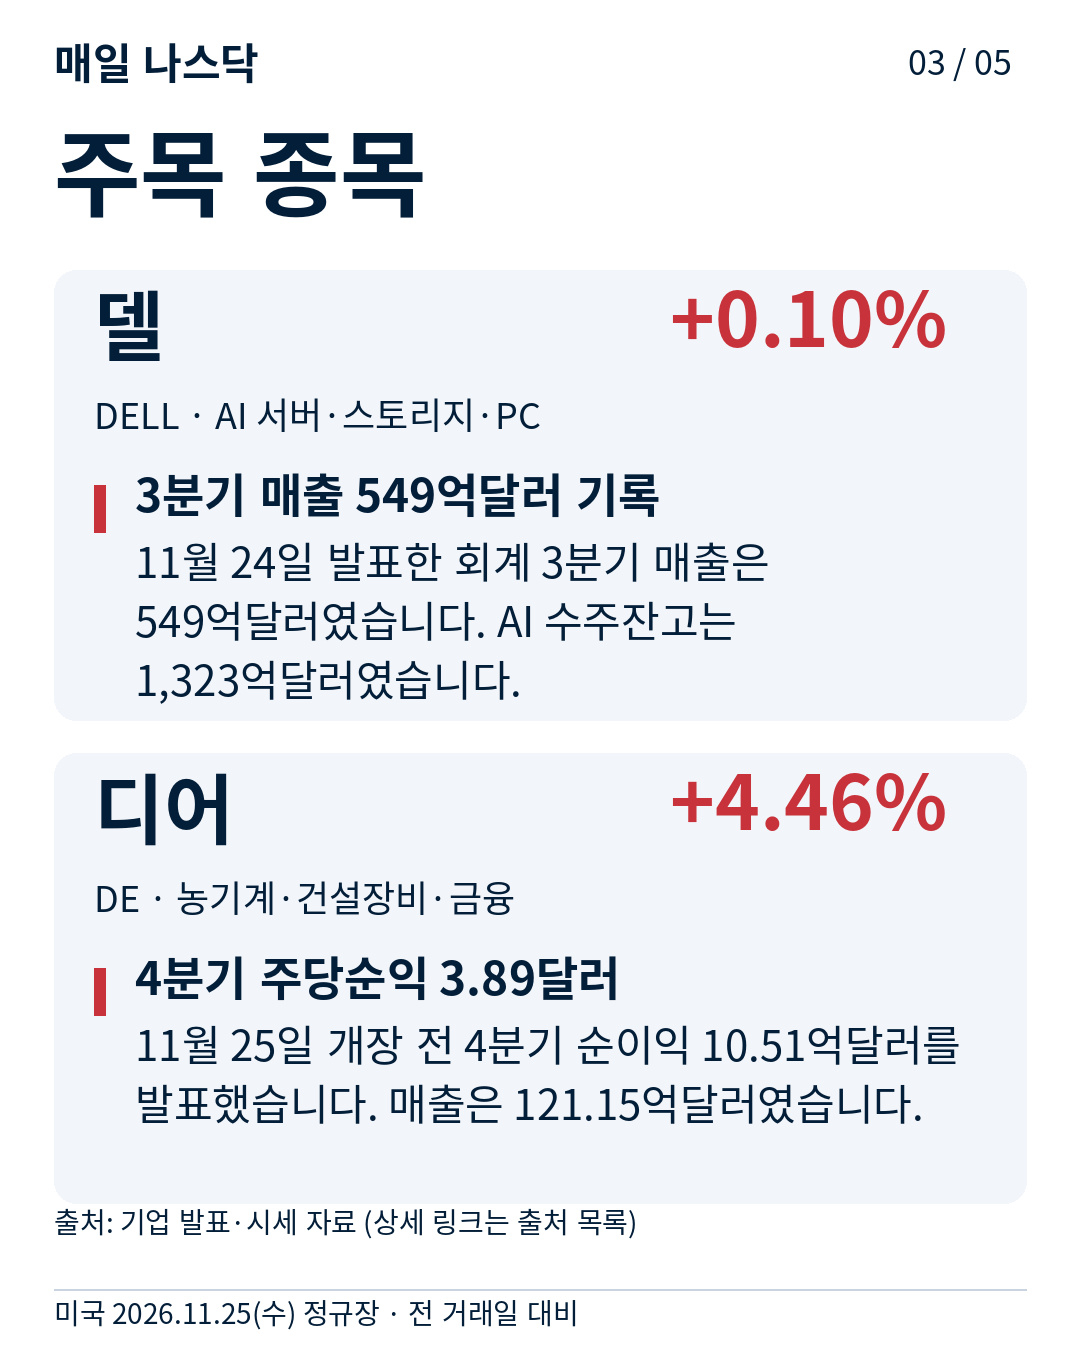 매일 나스닥
03 / 05
주목 종목
델
+0.10%
DELL · AI 서버·스토리지·PC
3분기 매출 549억달러 기록
11월 24일 발표한 회계 3분기 매출은
549억달러였습니다. AI 수주잔고는
1,323억달러였습니다.
디어
+4.46%
DE · 농기계·건설장비·금융
4분기 주당순익 3.89달러
11월 25일 개장 전 4분기 순이익 10.51억달러를
발표했습니다. 매출은 121.15억달러였습니다.
출처: 기업 발표·시세 자료 (상세 링크는 출처 목록)
미국 2026.11.25(수) 정규장 · 전 거래일 대비